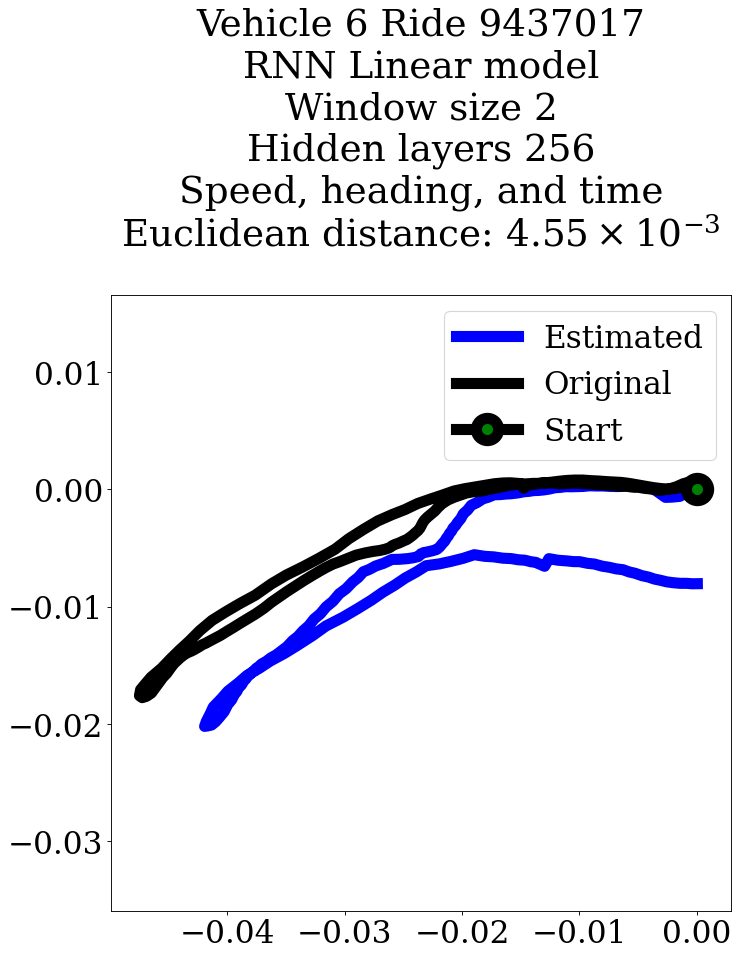 Vehicle 6 Ride 9437017
RNN Linear model
Window size 2
Hidden layers 256
Speed, heading, and time
Euclidean distance: 4.55 × 10⁻³
Estimated
Original
Start
0.01
0.00
−0.01
−0.02
−0.03
−0.04 −0.03 −0.02 −0.01 0.00